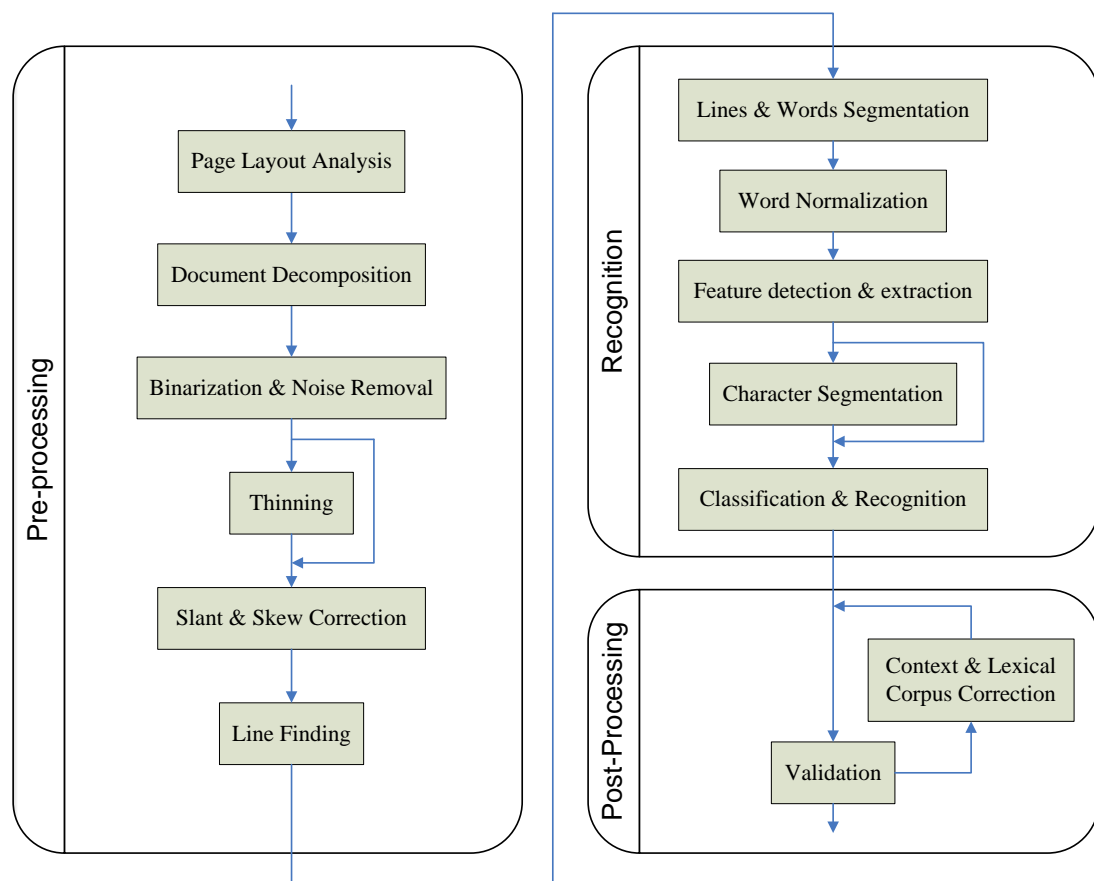 Pre-processing
Page Layout Analysis
Document Decomposition
Binarization & Noise Removal
Thinning
Slant & Skew Correction
Line Finding
Recognition
Lines & Words Segmentation
Word Normalization
Feature detection & extraction
Character Segmentation
Classification & Recognition
Post-Processing
Context & Lexical
Corpus Correction
Validation